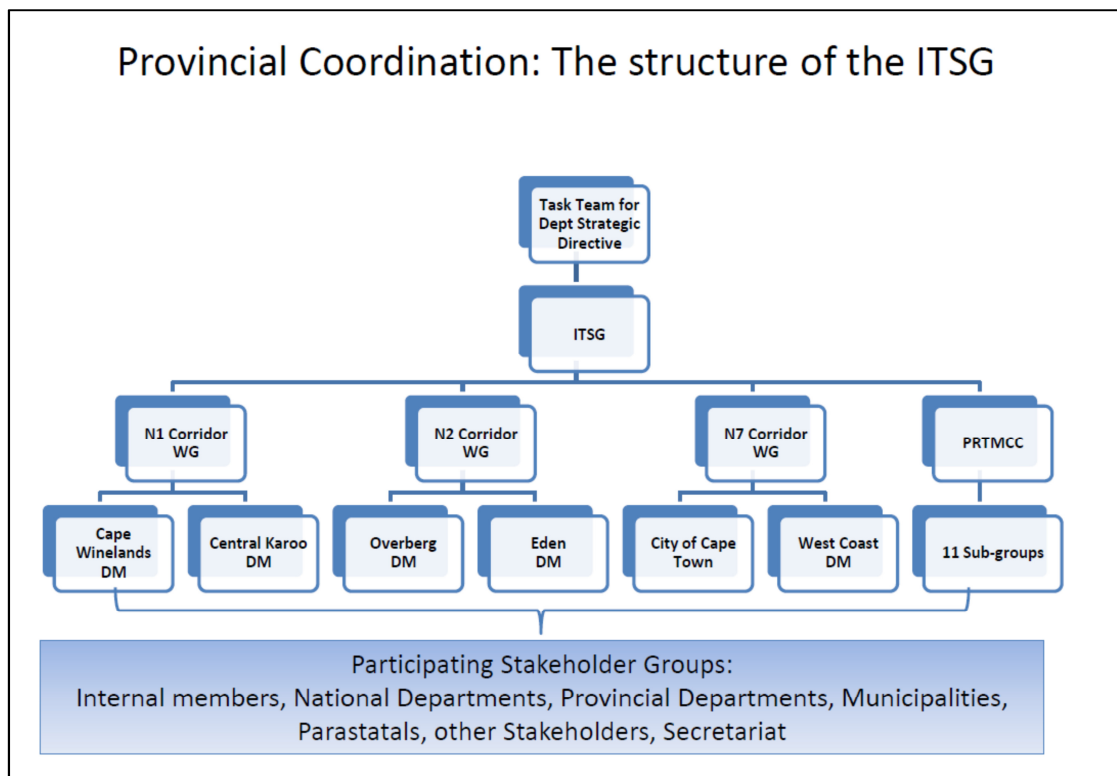 Provincial Coordination: The structure of the ITSG
Task Team for
Dept Strategic
Directive
ITSG
N1 Corridor
WG
N2 Corridor
WG
N7 Corridor
WG
PRTMCC
Cape
Winelands
DM
Central Karoo
DM
Overberg
DM
Eden
DM
City of Cape
Town
West Coast
DM
11 Sub-groups
Participating Stakeholder Groups:
Internal members, National Departments, Provincial Departments, Municipalities,
Parastatals, other Stakeholders, Secretariat